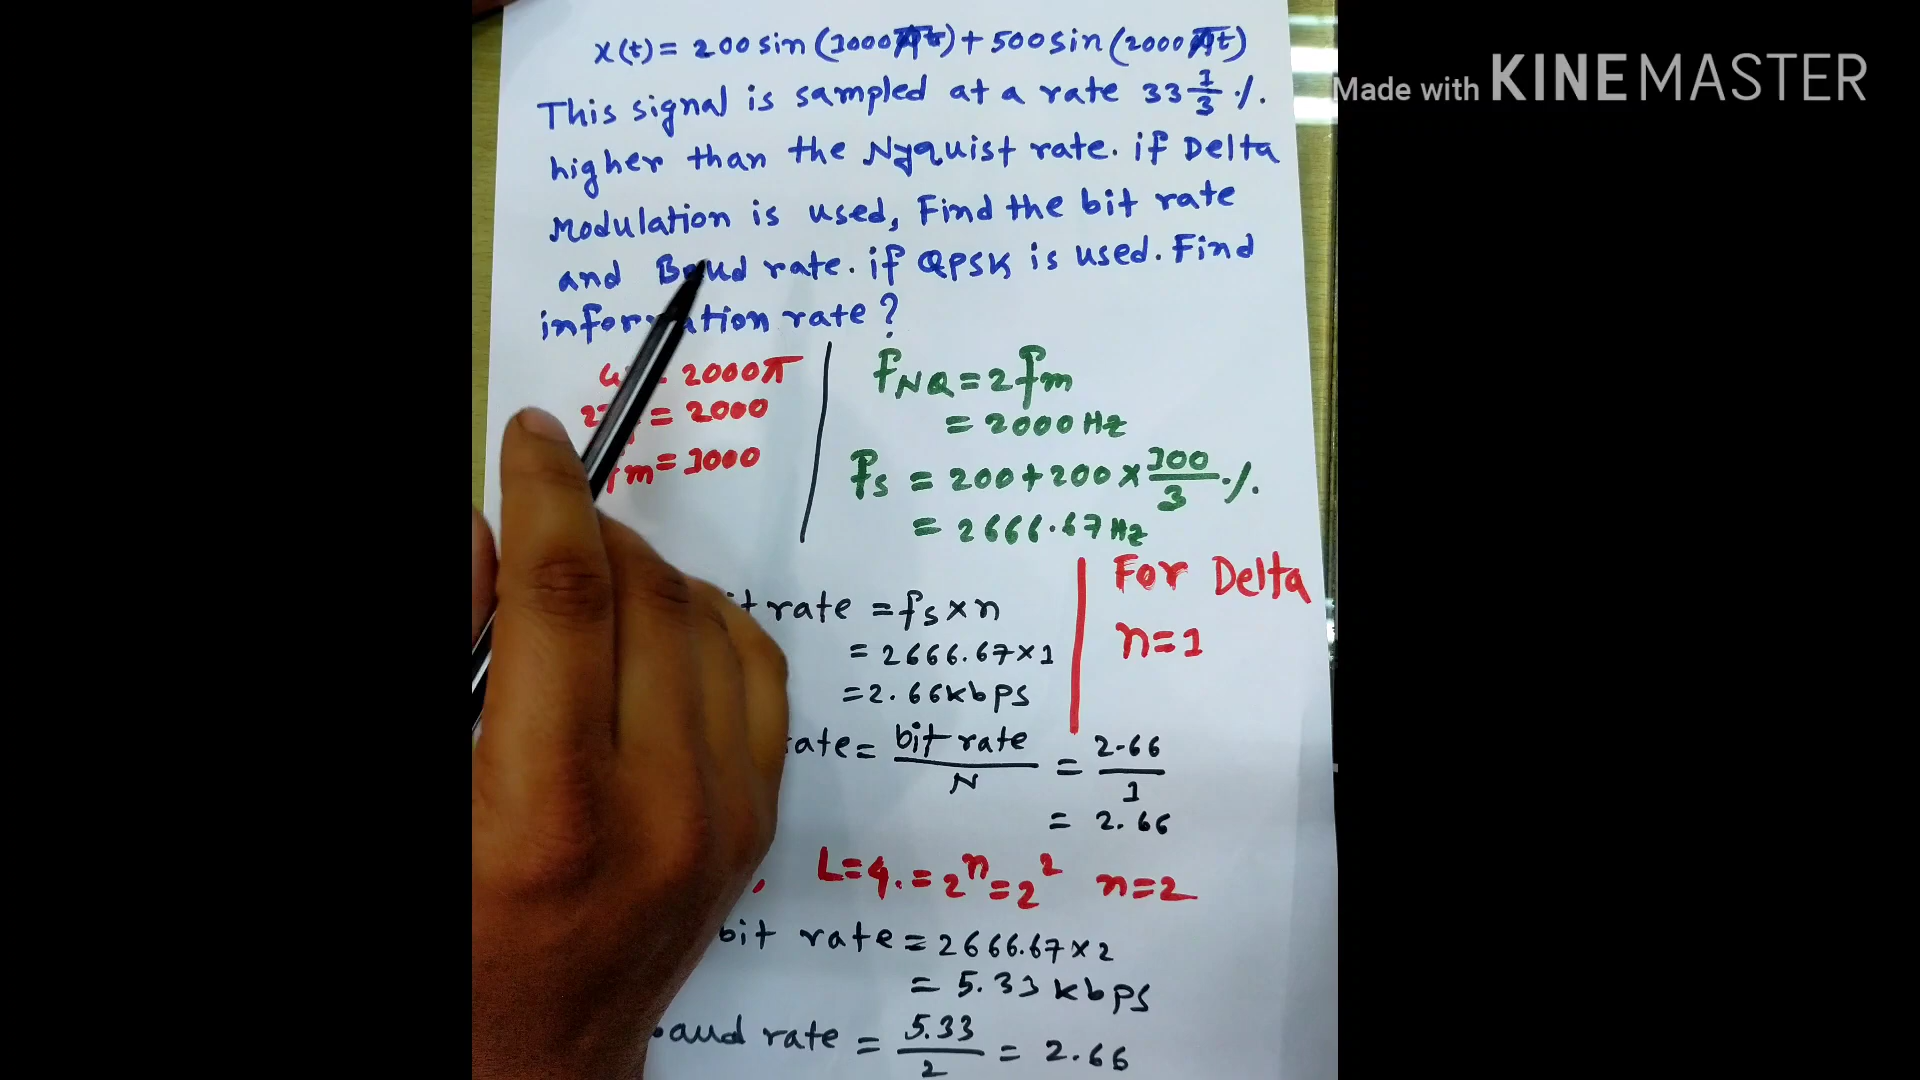 x(t) = 200 sin (1000πt) + 500 sin (2000πt)
Made with KINEMASTER
This signal is sampled at a rate 33 1/3 %.
higher than the Nyquist rate. if Delta
Modulation is used, Find the bit rate
and Baud rate. if QPSK is used. Find
information rate?
= 2000π
= 2000
fm = 1000
fNQ = 2fm
= 2000 Hz
fs = 200 + 200 × 100/3 %.
= 2666.67 Hz
For Delta
n = 1
it rate = fs × n
= 2666.67 × 1
= 2.66 kbps
rate = bit rate / N = 2.66 / 1
= 2.66
, L = 4. = 2^n = 2^2 n = 2
bit rate = 2666.67 × 2
= 5.33 kbps
baud rate = 5.33 / 2 = 2.66